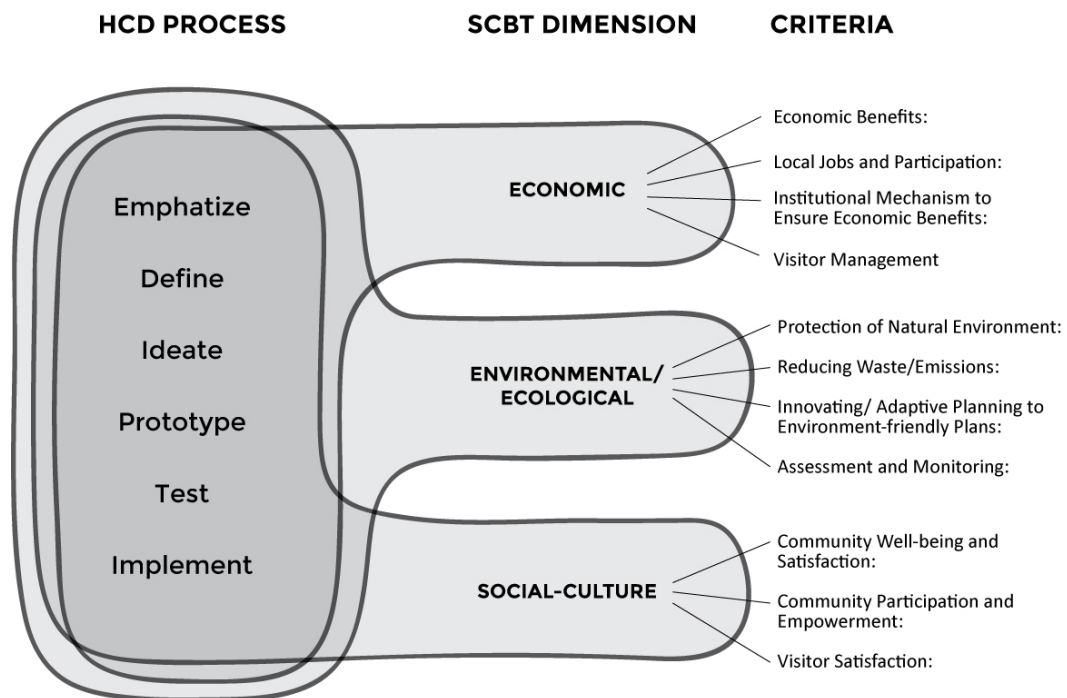 HCD PROCESS
SCBT DIMENSION
CRITERIA
Emphatize
Define
Ideate
Prototype
Test
Implement
ECONOMIC
Economic Benefits:
Local Jobs and Participation:
Institutional Mechanism to
Ensure Economic Benefits:
Visitor Management
ENVIRONMENTAL/
ECOLOGICAL
Protection of Natural Environment:
Reducing Waste/Emissions:
Innovating/ Adaptive Planning to
Environment-friendly Plans:
Assessment and Monitoring:
SOCIAL-CULTURE
Community Well-being and
Satisfaction:
Community Participation and
Empowerment:
Visitor Satisfaction: